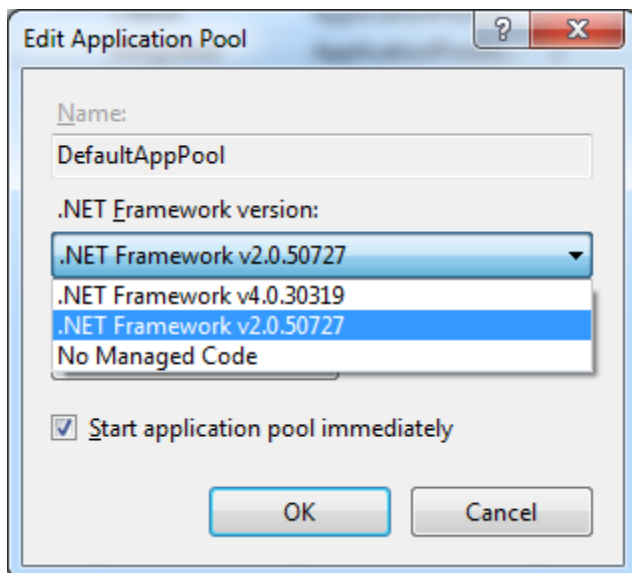 Edit Application Pool
Name:
DefaultAppPool
.NET Framework version:
.NET Framework v2.0.50727
.NET Framework v4.0.30319
.NET Framework v2.0.50727
No Managed Code
Start application pool immediately
OK Cancel